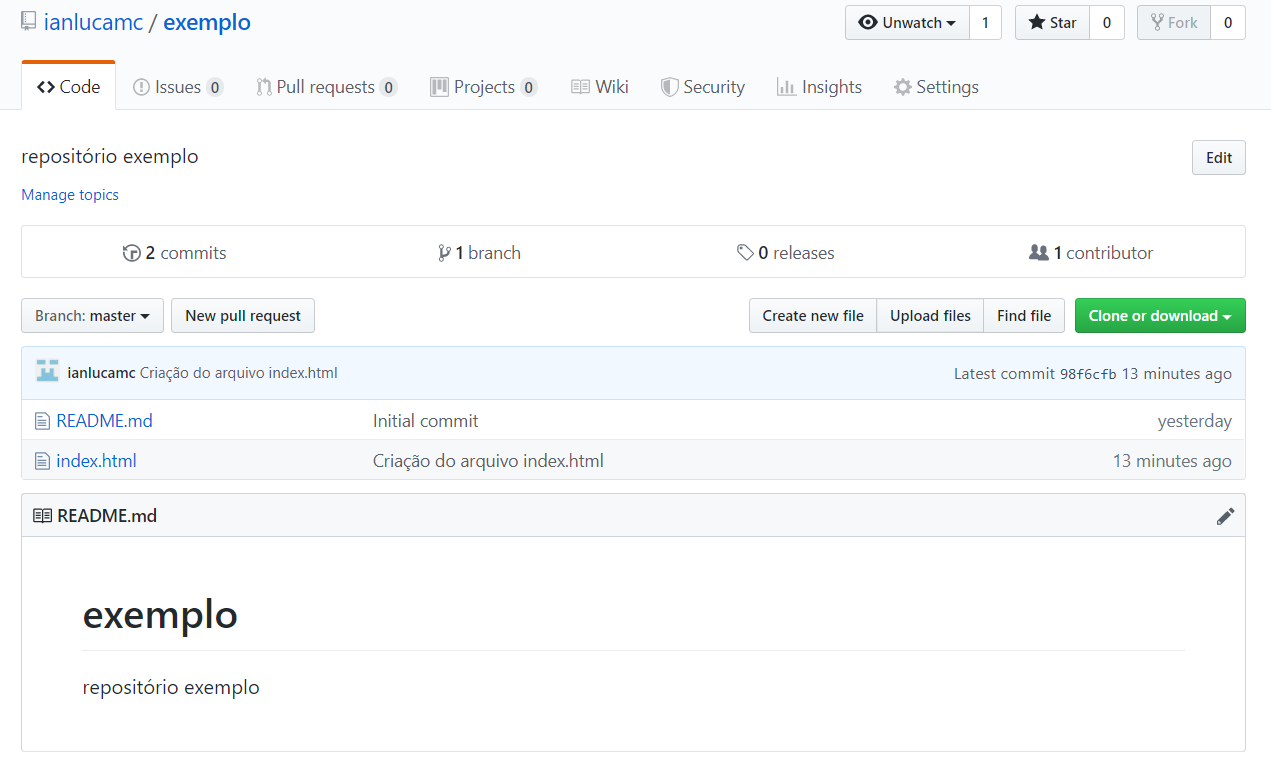 ianlucamc / exemplo Unwatch 1 Star 0 Fork 0
Code Issues 0 Pull requests 0 Projects 0 Wiki Security Insights Settings
repositório exemplo Edit
Manage topics
2 commits 1 branch 0 releases 1 contributor
Branch: master New pull request Create new file Upload files Find file Clone or download
ianlucamc Criação do arquivo index.html Latest commit 98f6cfb 13 minutes ago
README.md Initial commit yesterday
index.html Criação do arquivo index.html 13 minutes ago
README.md
exemplo
repositório exemplo